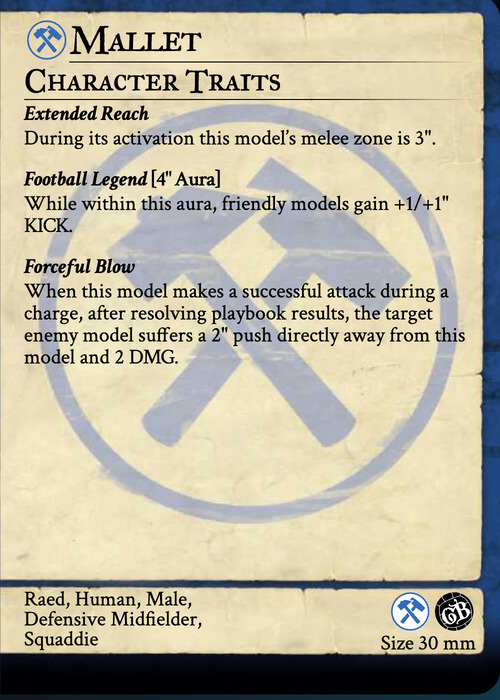 Mallet
Character Traits
Extended Reach
During its activation this model's melee zone is 3".
Football Legend [4" Aura]
While within this aura, friendly models gain +1/+1"
KICK.
Forceful Blow
When this model makes a successful attack during a
charge, after resolving playbook results, the target
enemy model suffers a 2" push directly away from this
model and 2 DMG.
Raed, Human, Male,
Defensive Midfielder,
Squaddie
GB
Size 30 mm